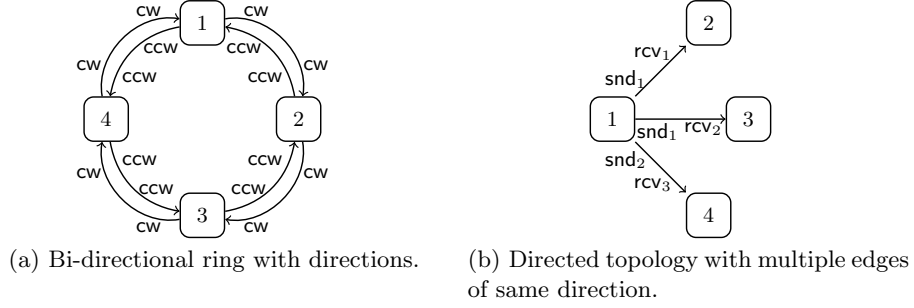 1
cw
cw
ccw
ccw
cw
cw
ccw
ccw
4
2
ccw
ccw
cw
cw
3
cw
cw
(a) Bi-directional ring with directions.
2
rcv1
snd1
1
snd1
rcv2
3
snd2
rcv3
4
(b) Directed topology with multiple edges
of same direction.